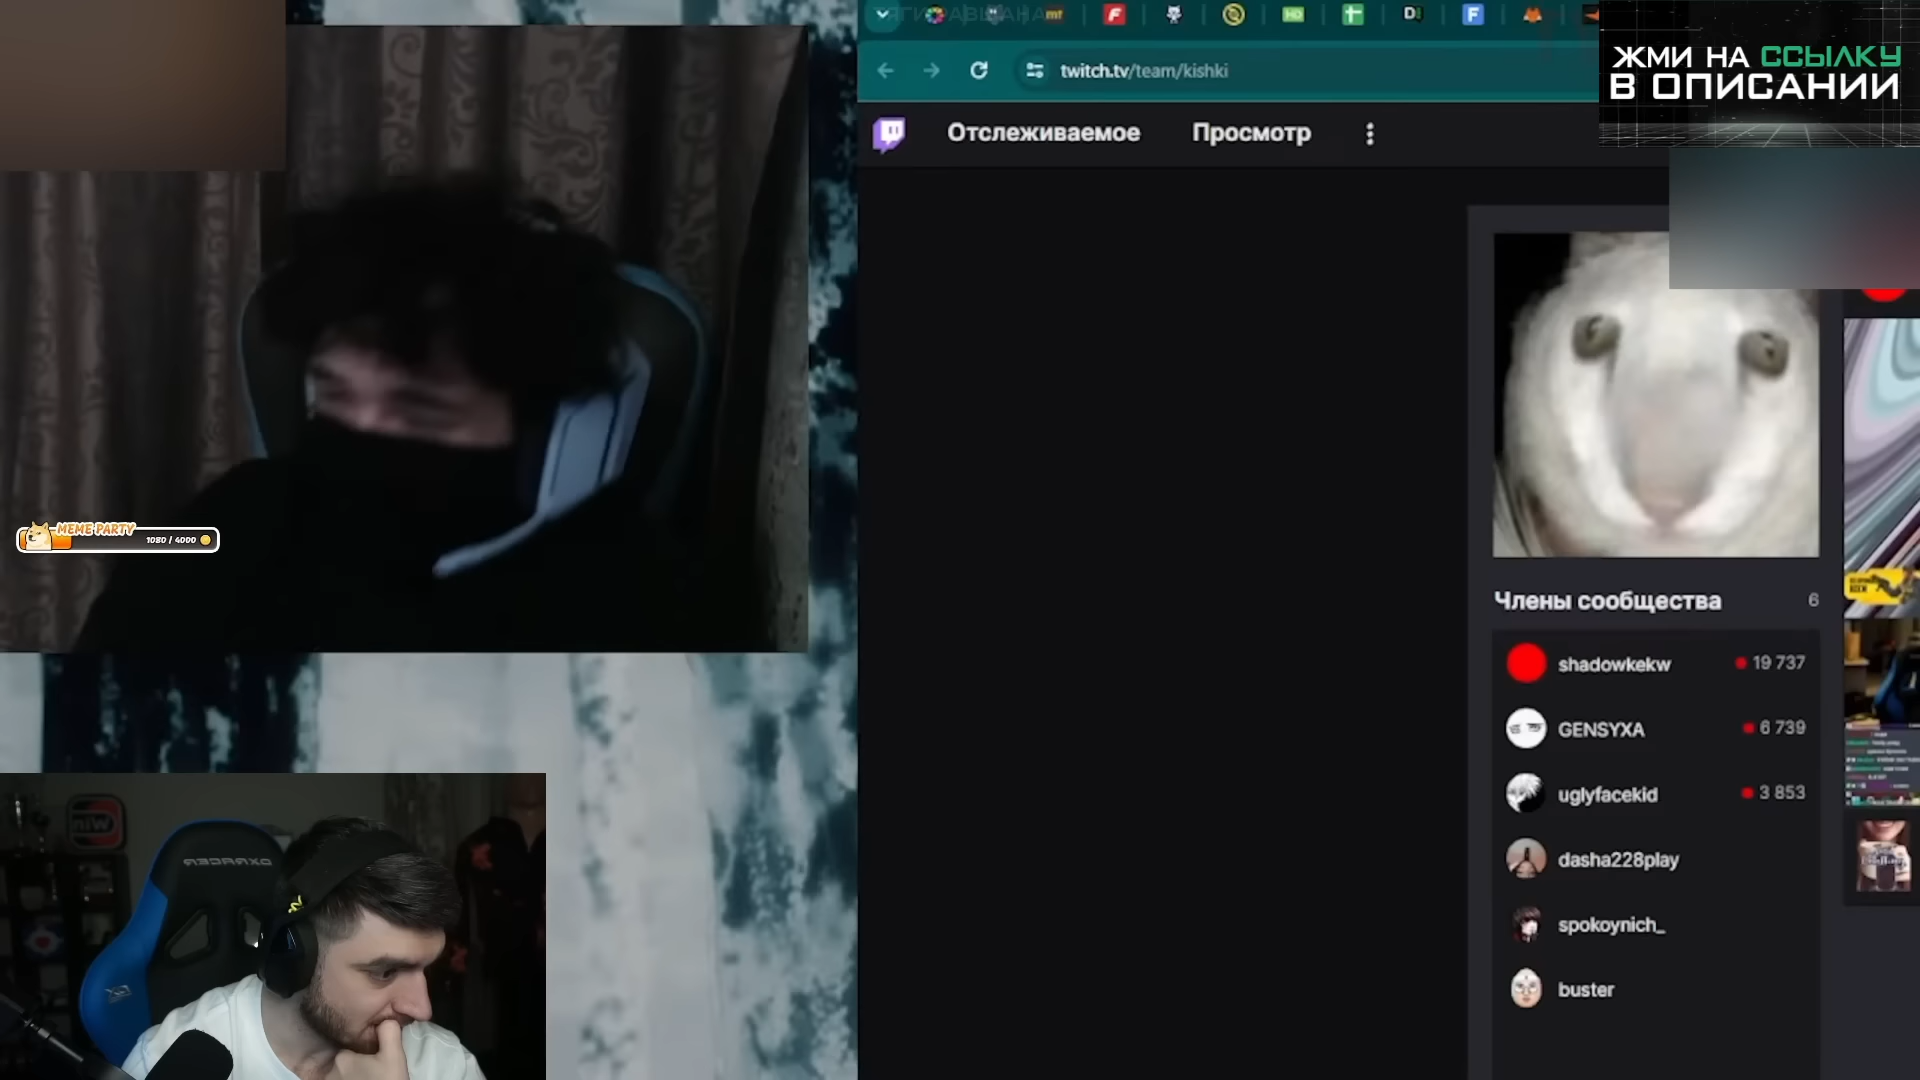 ЖМИ НА ССЫЛКУ
В ОПИСАНИИ
twitch.tv/team/kishki
Отслеживаемое
Просмотр
MEME PARTY
1080 / 4000
Члены сообщества
6
shadowkekw
19 737
GENSYXA
6 739
uglyfacekid
3 853
dasha228play
spokoynich_
buster
DXRACER